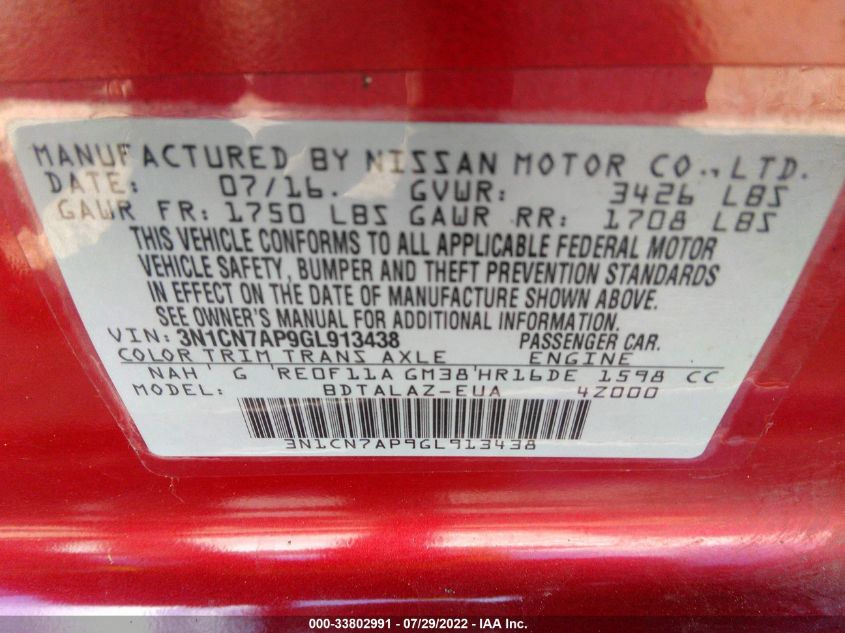 MANUFACTURED BY NISSAN MOTOR CO., LTD.
DATE: 07/16. GVWR: 3426 LBS
GAWR FR: 1750 LBS GAWR RR: 1708 LBS
THIS VEHICLE CONFORMS TO ALL APPLICABLE FEDERAL MOTOR
VEHICLE SAFETY, BUMPER AND THEFT PREVENTION STANDARDS
IN EFFECT ON THE DATE OF MANUFACTURE SHOWN ABOVE.
SEE OWNER'S MANUAL FOR ADDITIONAL INFORMATION.
VIN: 3N1CN7AP9GL913438 PASSENGER CAR.
COLOR TRIM TRANS AXLE ENGINE
NAH G RE0F11A GM38 HR16DE 1598 CC
MODEL: BDTALAZ-EUA 4Z000
3N1CN7AP9GL913438
000-33802991 - 07/29/2022 - IAA Inc.